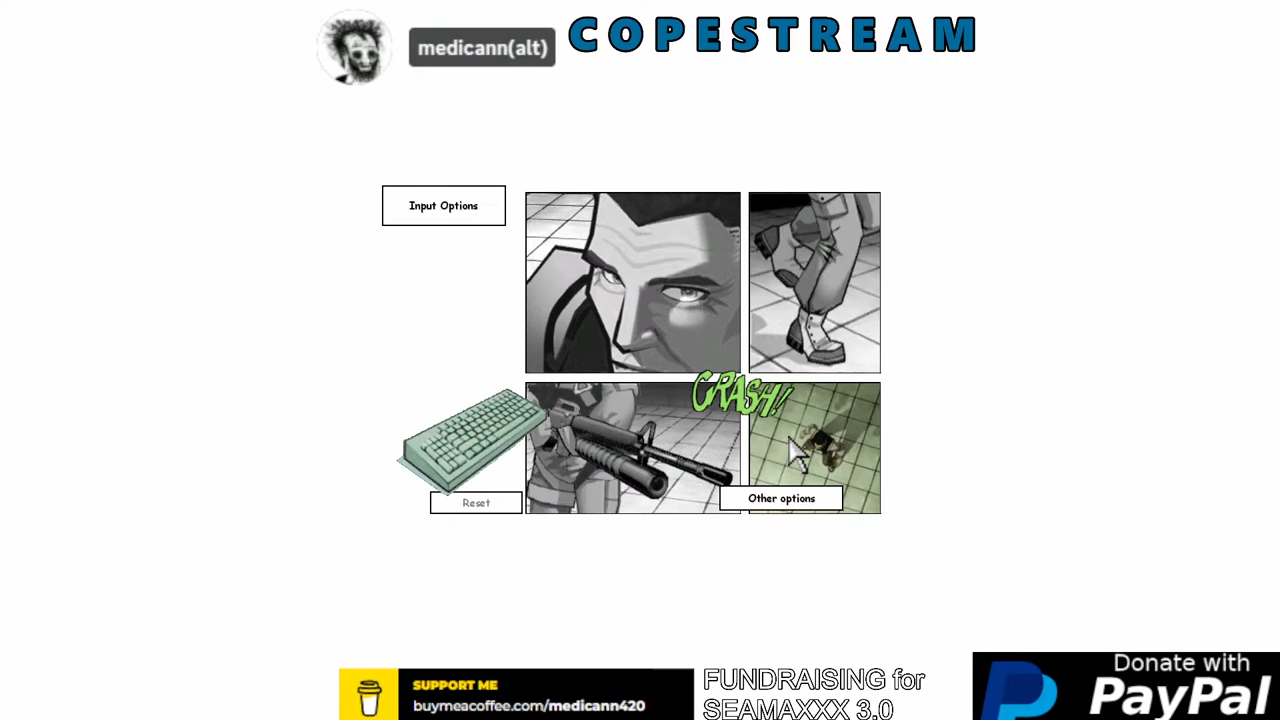 medicann(alt)
COPESTREAM
Input Options
CRASH!
Reset
Other options
SUPPORT ME
buymeacoffee.com/medicann420
FUNDRAISING for
SEAMAXXX 3.0
Donate with
PayPal